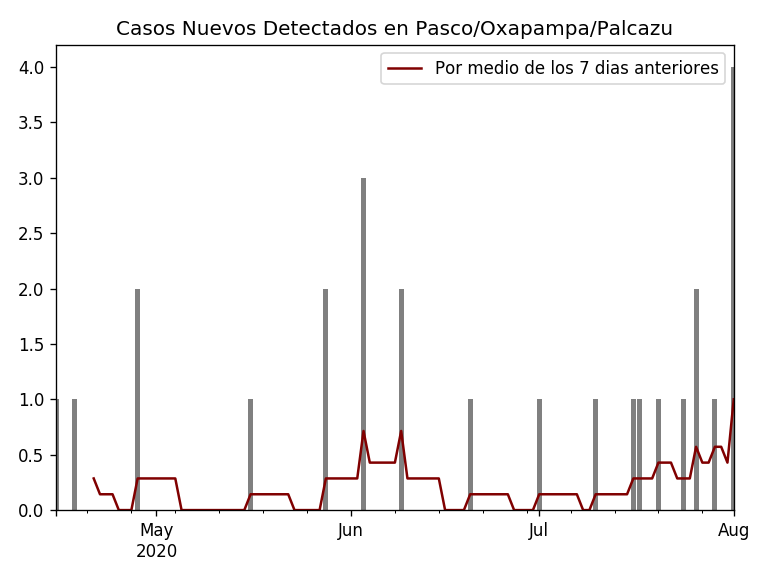 Casos Nuevos Detectados en Pasco/Oxapampa/Palcazu
Por medio de los 7 dias anteriores
4.0
3.5
3.0
2.5
2.0
1.5
1.0
0.5
0.0
May
2020
Jun
Jul
Aug